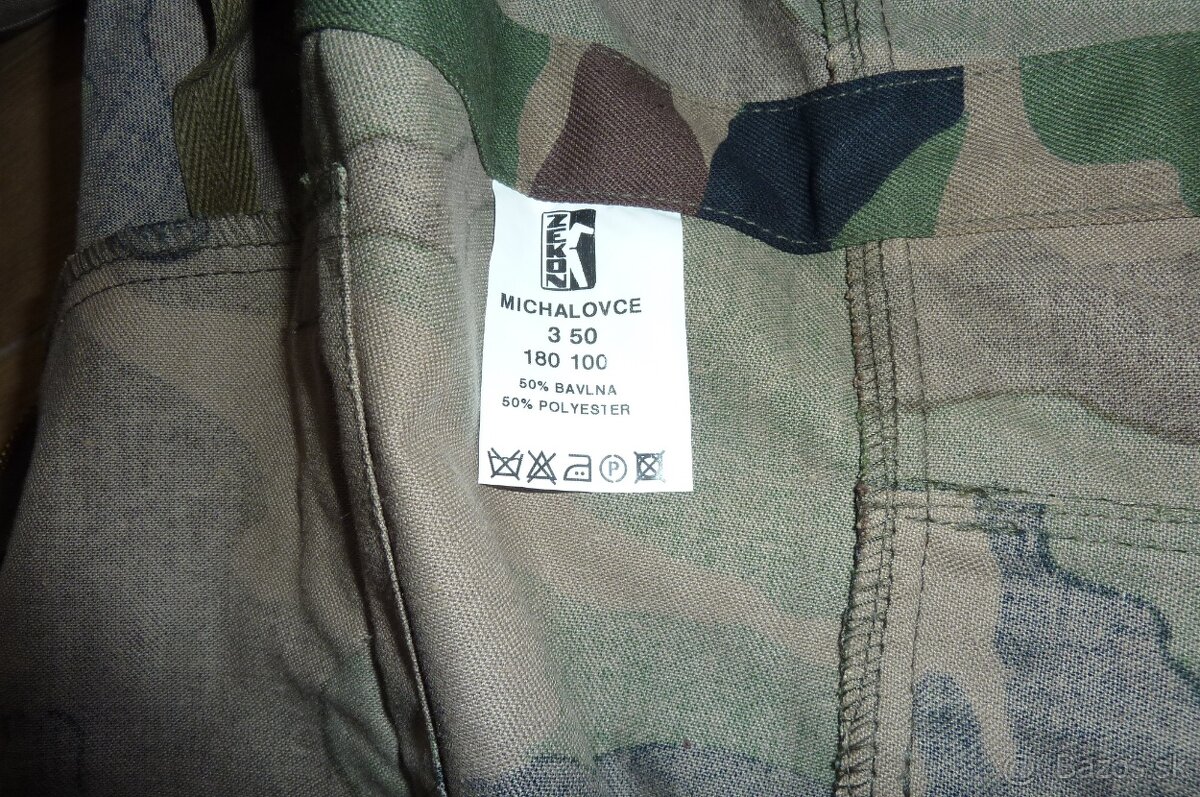 ZEKON
MICHALOVCE
3 50
180 100
50% BAVLNA
50% POLYESTER
P
Bazos.sk